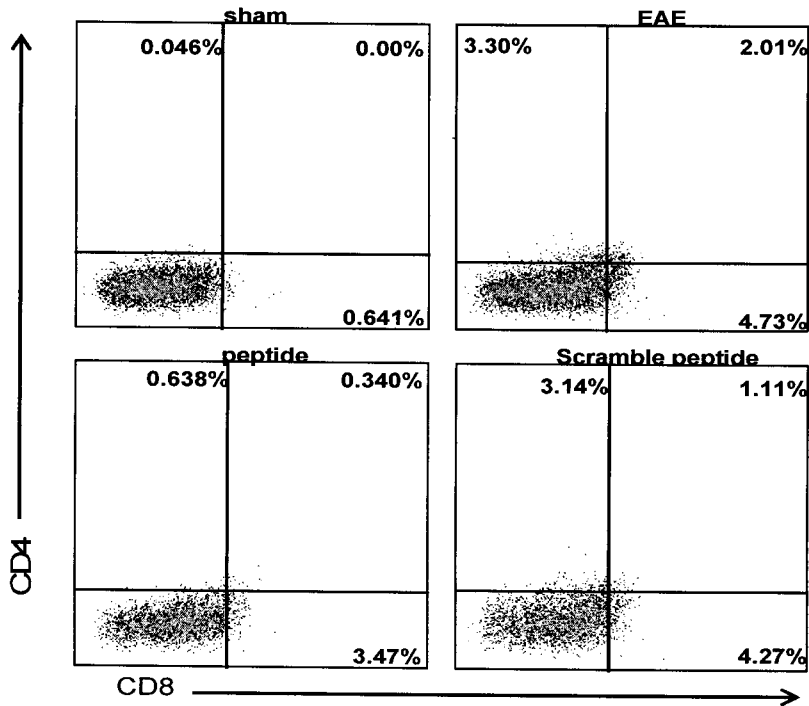 sham
0.046%
0.00%
0.641%
EAE
3.30%
2.01%
4.73%
peptide
0.638%
0.340%
3.47%
Scramble peptide
3.14%
1.11%
4.27%
CD4
CD8